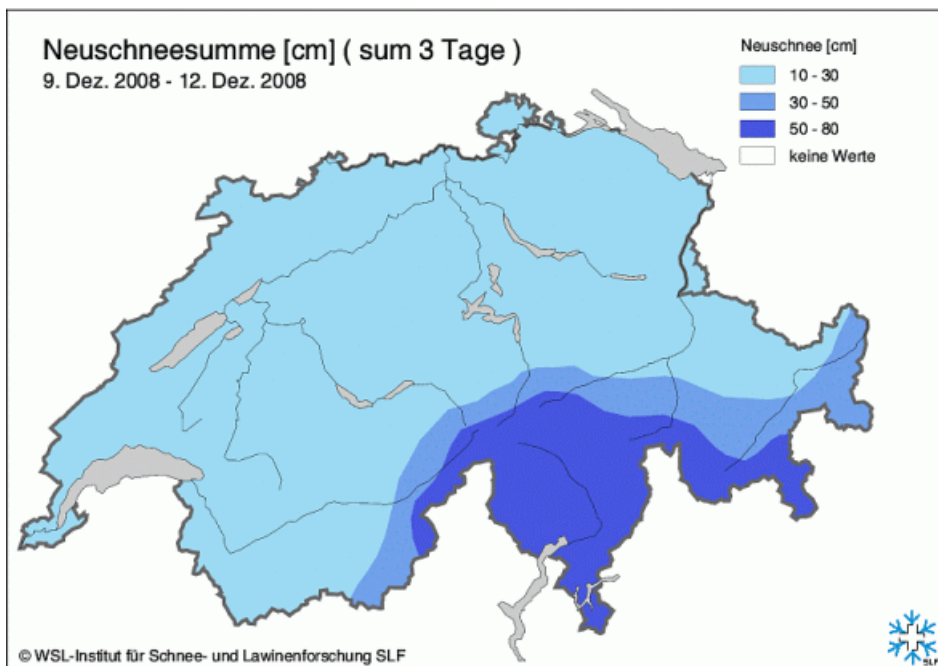 Neuschneesumme [cm] ( sum 3 Tage )
9. Dez. 2008 - 12. Dez. 2008
Neuschnee [cm]
10 - 30
30 - 50
50 - 80
keine Werte
© WSL-Institut für Schnee- und Lawinenforschung SLF
SLF